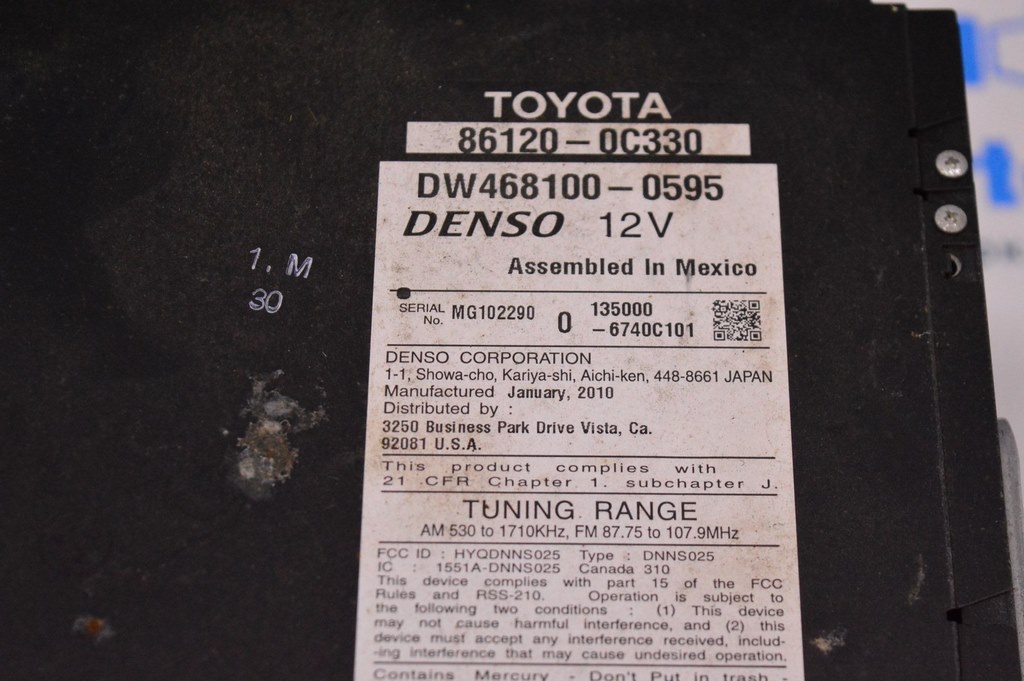 TOYOTA
86120-0C330
DW468100-0595
DENSO 12V
Assembled In Mexico
SERIAL No. MG102290 0 135000
-6740C101
1. M
30
DENSO CORPORATION
1-1, Showa-cho, Kariya-shi, Aichi-ken, 448-8661 JAPAN
Manufactured January, 2010
Distributed by :
3250 Business Park Drive Vista, Ca.
92081 U.S.A.
This product complies with
21 CFR Chapter 1. subchapter J.
TUNING RANGE
AM 530 to 1710KHz, FM 87.75 to 107.9MHz
FCC ID : HYQDNNS025 Type : DNNS025
IC : 1551A-DNNS025 Canada 310
This device complies with part 15 of the FCC
Rules and RSS-210. Operation is subject to
the following two conditions : (1) This device
may not cause harmful interference, and (2) this
device must accept any interference received, includ-
-ing interference that may cause undesired operation.
Contains Mercury - Don't Put in trash -